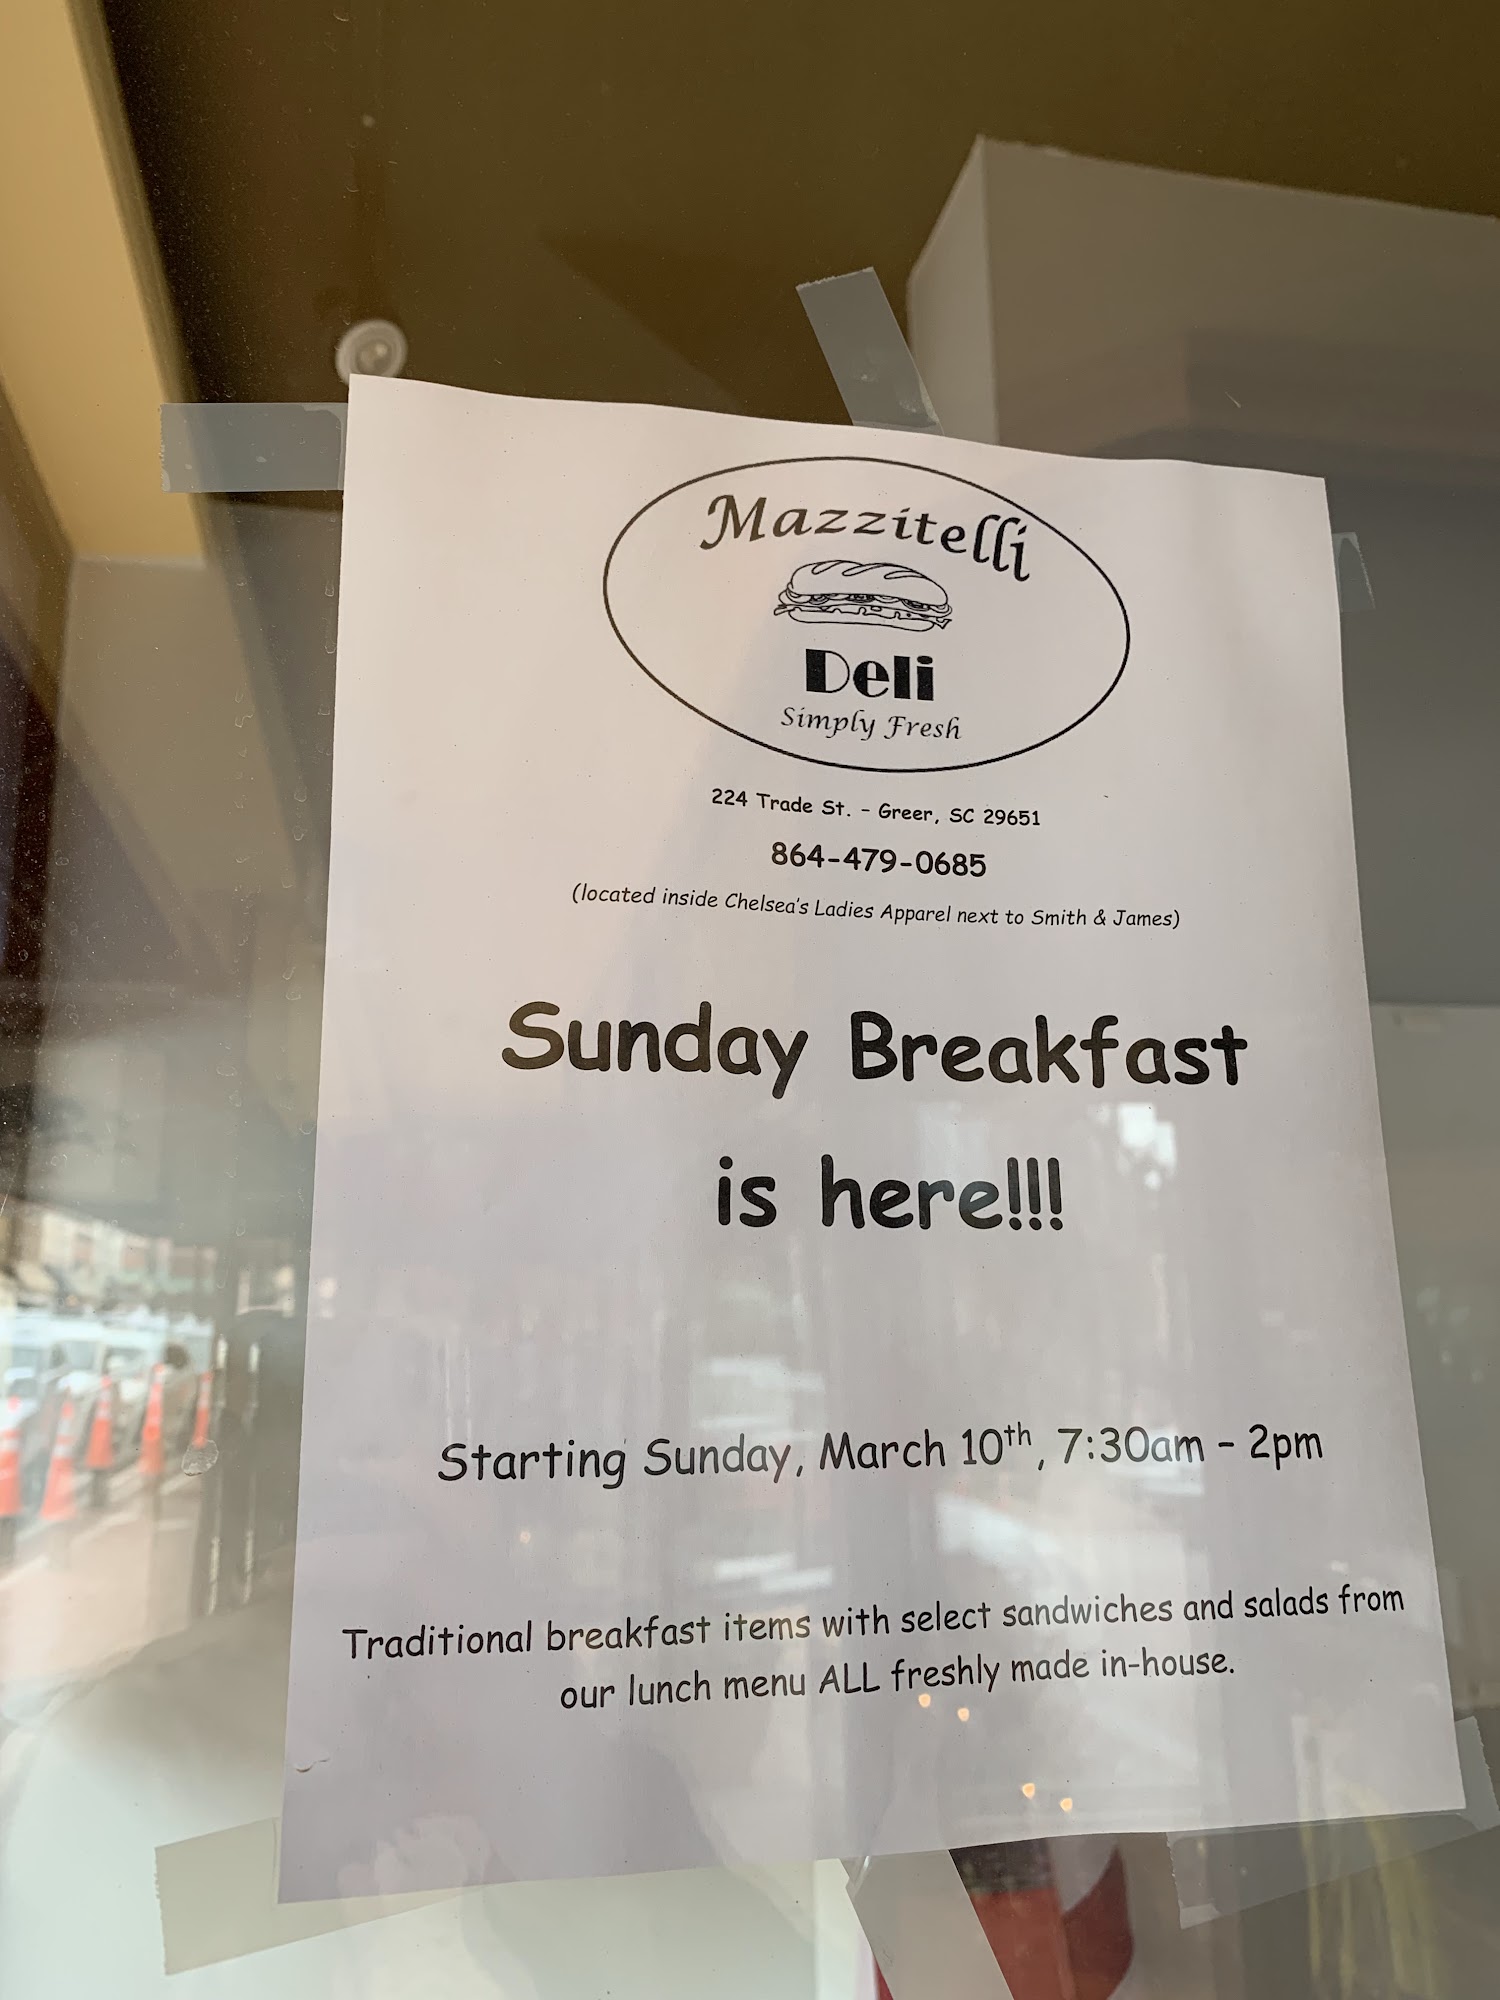 Mazzitelli
Deli
Simply Fresh
224 Trade St. - Greer, SC 29651
864-479-0685
(located inside Chelsea's Ladies Apparel next to Smith & James)
Sunday Breakfast
is here!!!
Starting Sunday, March 10th, 7:30am - 2pm
Traditional breakfast items with select sandwiches and salads from
our lunch menu ALL freshly made in-house.